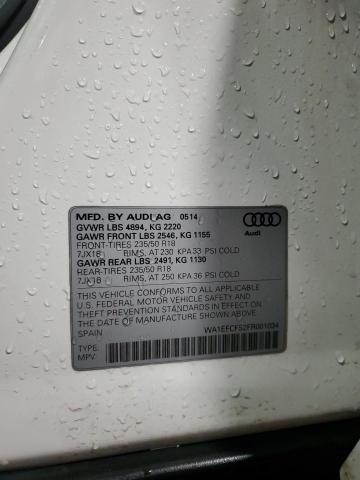 MFD. BY AUDI AG 0514
GVWR LBS 4894, KG 2220
GAWR FRONT LBS 2546, KG 1155
FRONT-TIRES 235/50 R18
7JX18 RIMS, AT 230 KPA 33 PSI COLD
GAWR REAR LBS 2491, KG 1130
REAR-TIRES 235/50 R18
7JX18 RIMS, AT 250 KPA 36 PSI COLD
Audi
THIS VEHICLE CONFORMS TO ALL APPLICABLE
U.S. FEDERAL MOTOR VEHICLE SAFETY AND
THEFT PREVENTION STANDARDS IN EFFECT
ON THE DATE OF MANUFACTURE SHOWN ABOVE
SPAIN
WA1EFCFS2FR001034
TYPE:
MPV